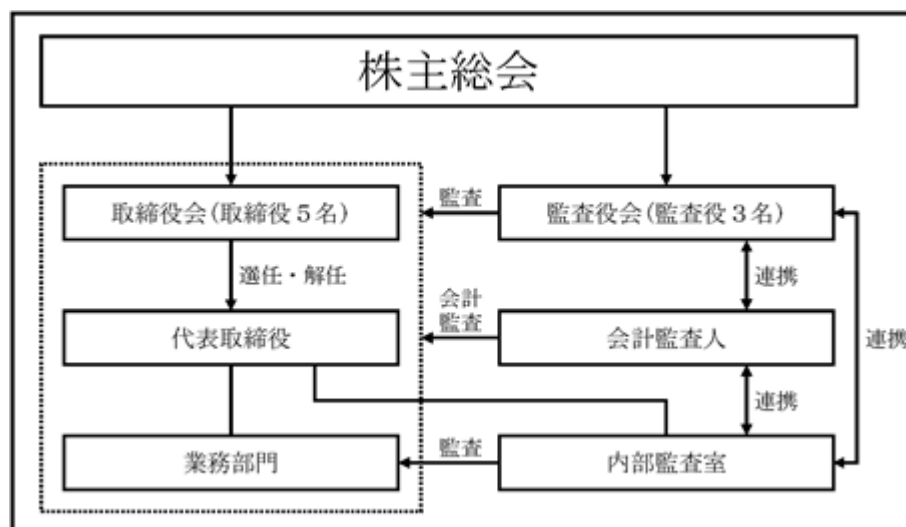 株主総会
取締役会(取締役5名)
監査
監査役会(監査役3名)
選任・解任
連携
会計
監査
代表取締役
会計監査人
連携
連携
業務部門
監査
内部監査室